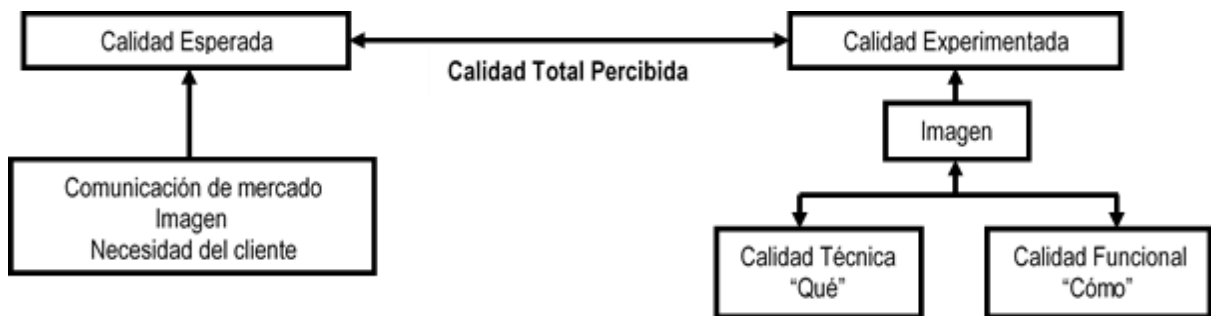 Calidad Esperada
Calidad Experimentada
Calidad Total Percibida
Imagen
Comunicación de mercado
Imagen
Necesidad del cliente
Calidad Técnica
“Qué”
Calidad Funcional
“Cómo”